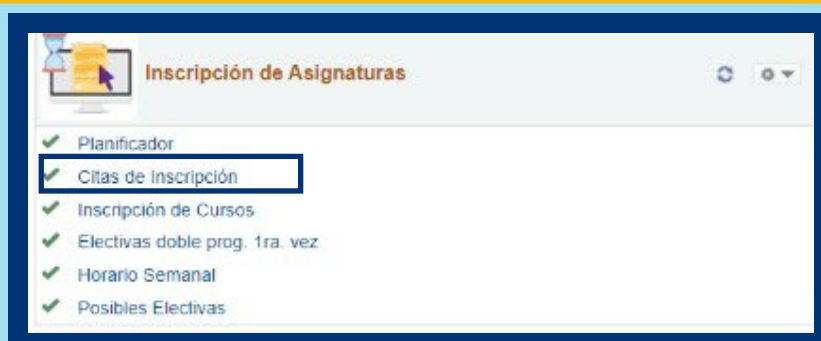 Inscripción de Asignaturas
Planificador
Citas de Inscripción
Inscripción de Cursos
Electivas doble prog. 1ra. vez
Horario Semanal
Posibles Electivas